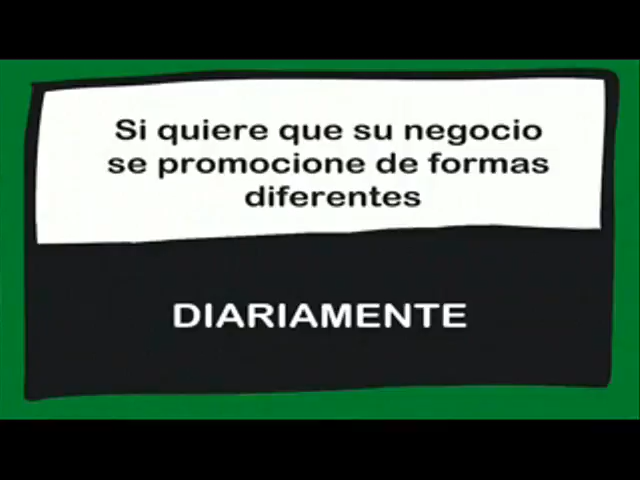 Si quiere que su negocio
se promocione de formas
diferentes
DIARIAMENTE